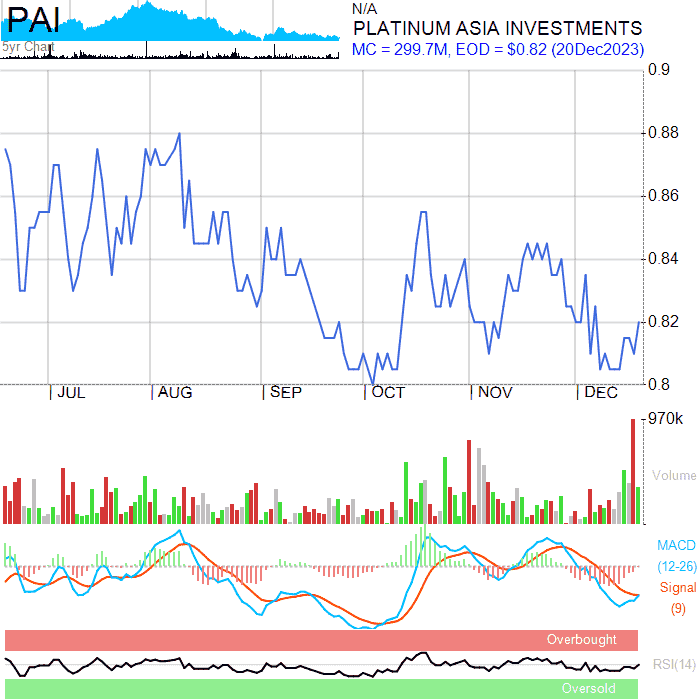 PAI
5yr Chart
N/A
PLATINUM ASIA INVESTMENTS
MC = 299.7M, EOD = $0.82 (20Dec2023)
0.9
0.88
0.86
0.84
0.82
0.8
JUL
AUG
SEP
OCT
NOV
DEC
970k
Volume
MACD
(12-26)
Signal
(9)
Overbought
RSI(14)
Oversold